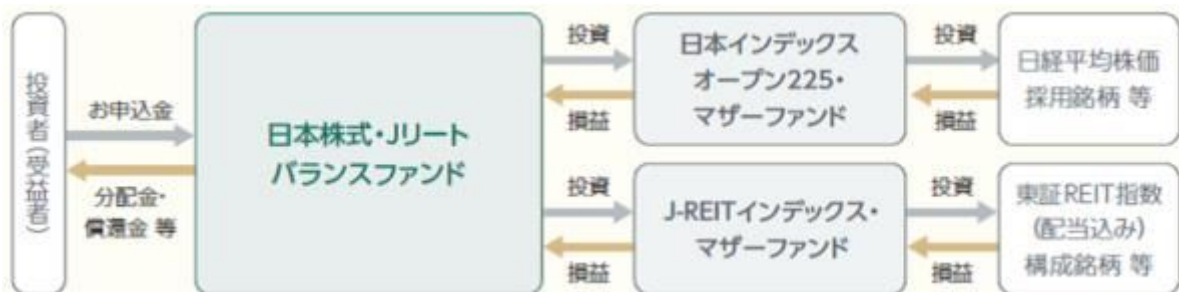 投資者(受益者)
お申込金
分配金・
償還金 等
日本株式・Jリート
バランスファンド
投資
損益
日本インデックス
オープン225・
マザーファンド
投資
損益
日経平均株価
採用銘柄 等
投資
損益
J-REITインデックス・
マザーファンド
投資
損益
東証REIT指数
(配当込み)
構成銘柄 等